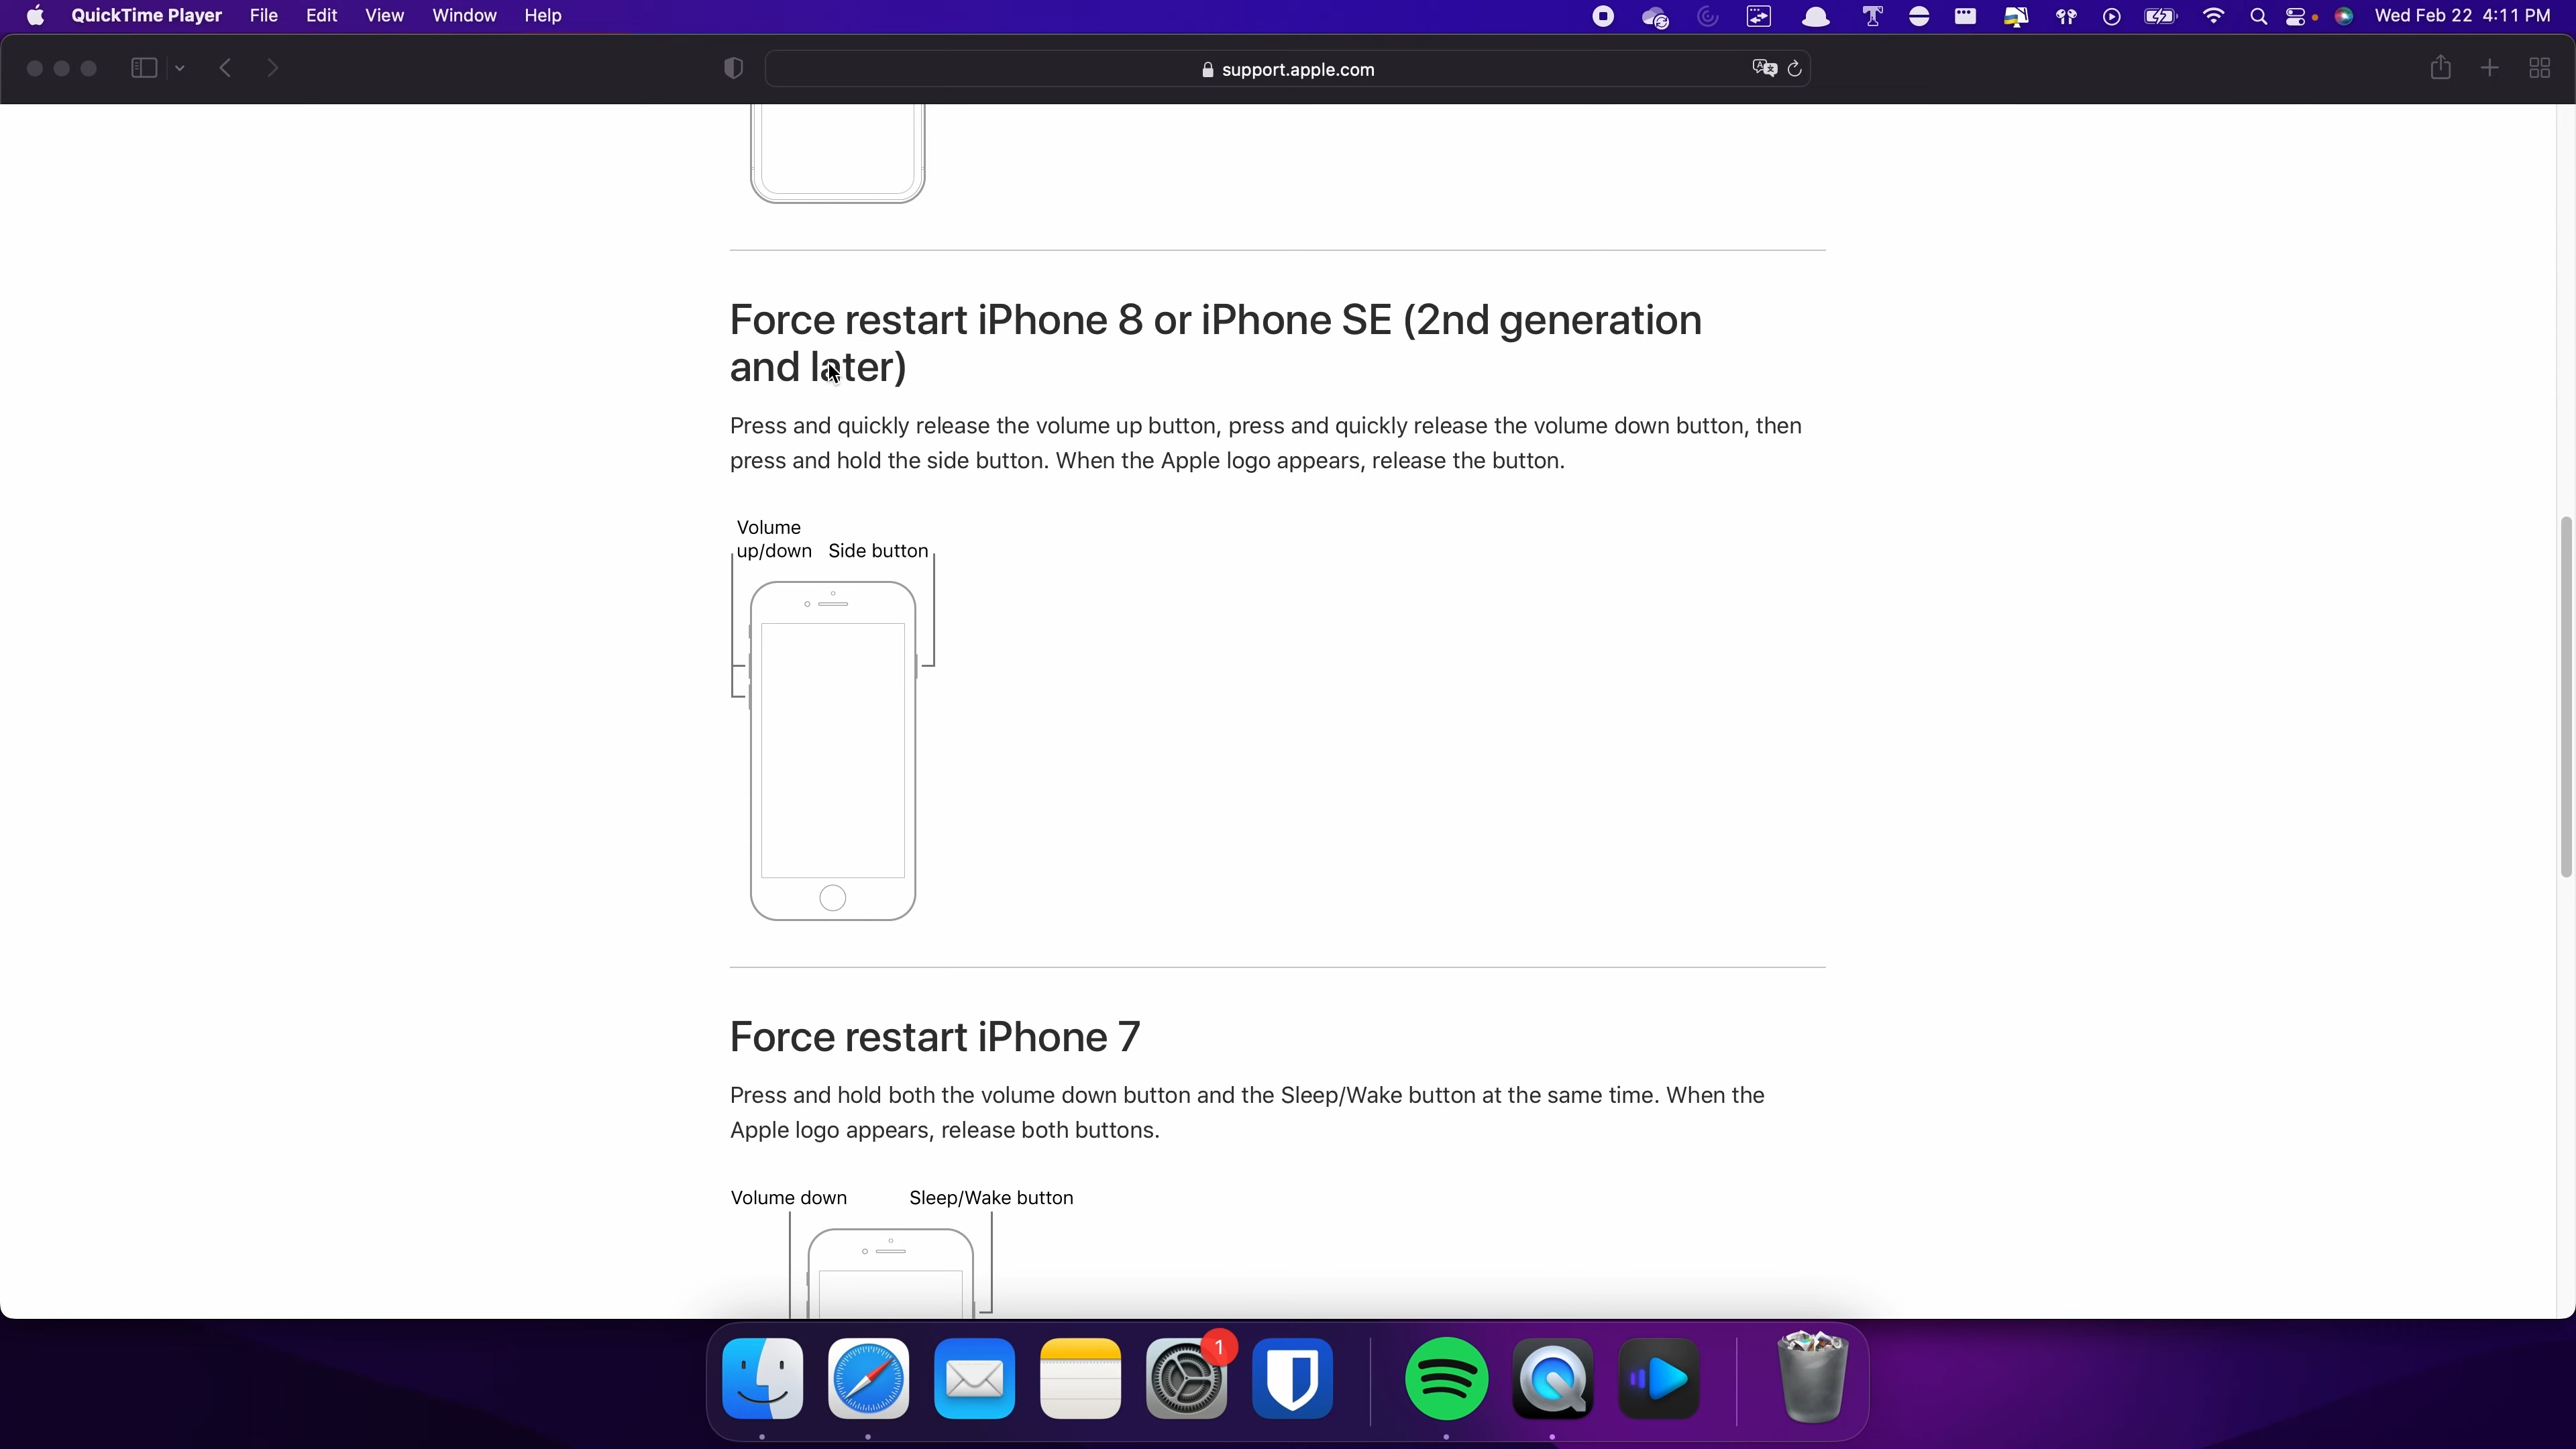 QuickTime Player File Edit View Window Help Wed Feb 22 4:11 PM
support.apple.com
Force restart iPhone 8 or iPhone SE (2nd generation
and later)
Press and quickly release the volume up button, press and quickly release the volume down button, then
press and hold the side button. When the Apple logo appears, release the button.
Volume
up/down Side button
Force restart iPhone 7
Press and hold both the volume down button and the Sleep/Wake button at the same time. When the
Apple logo appears, release both buttons.
Volume down Sleep/Wake button
1